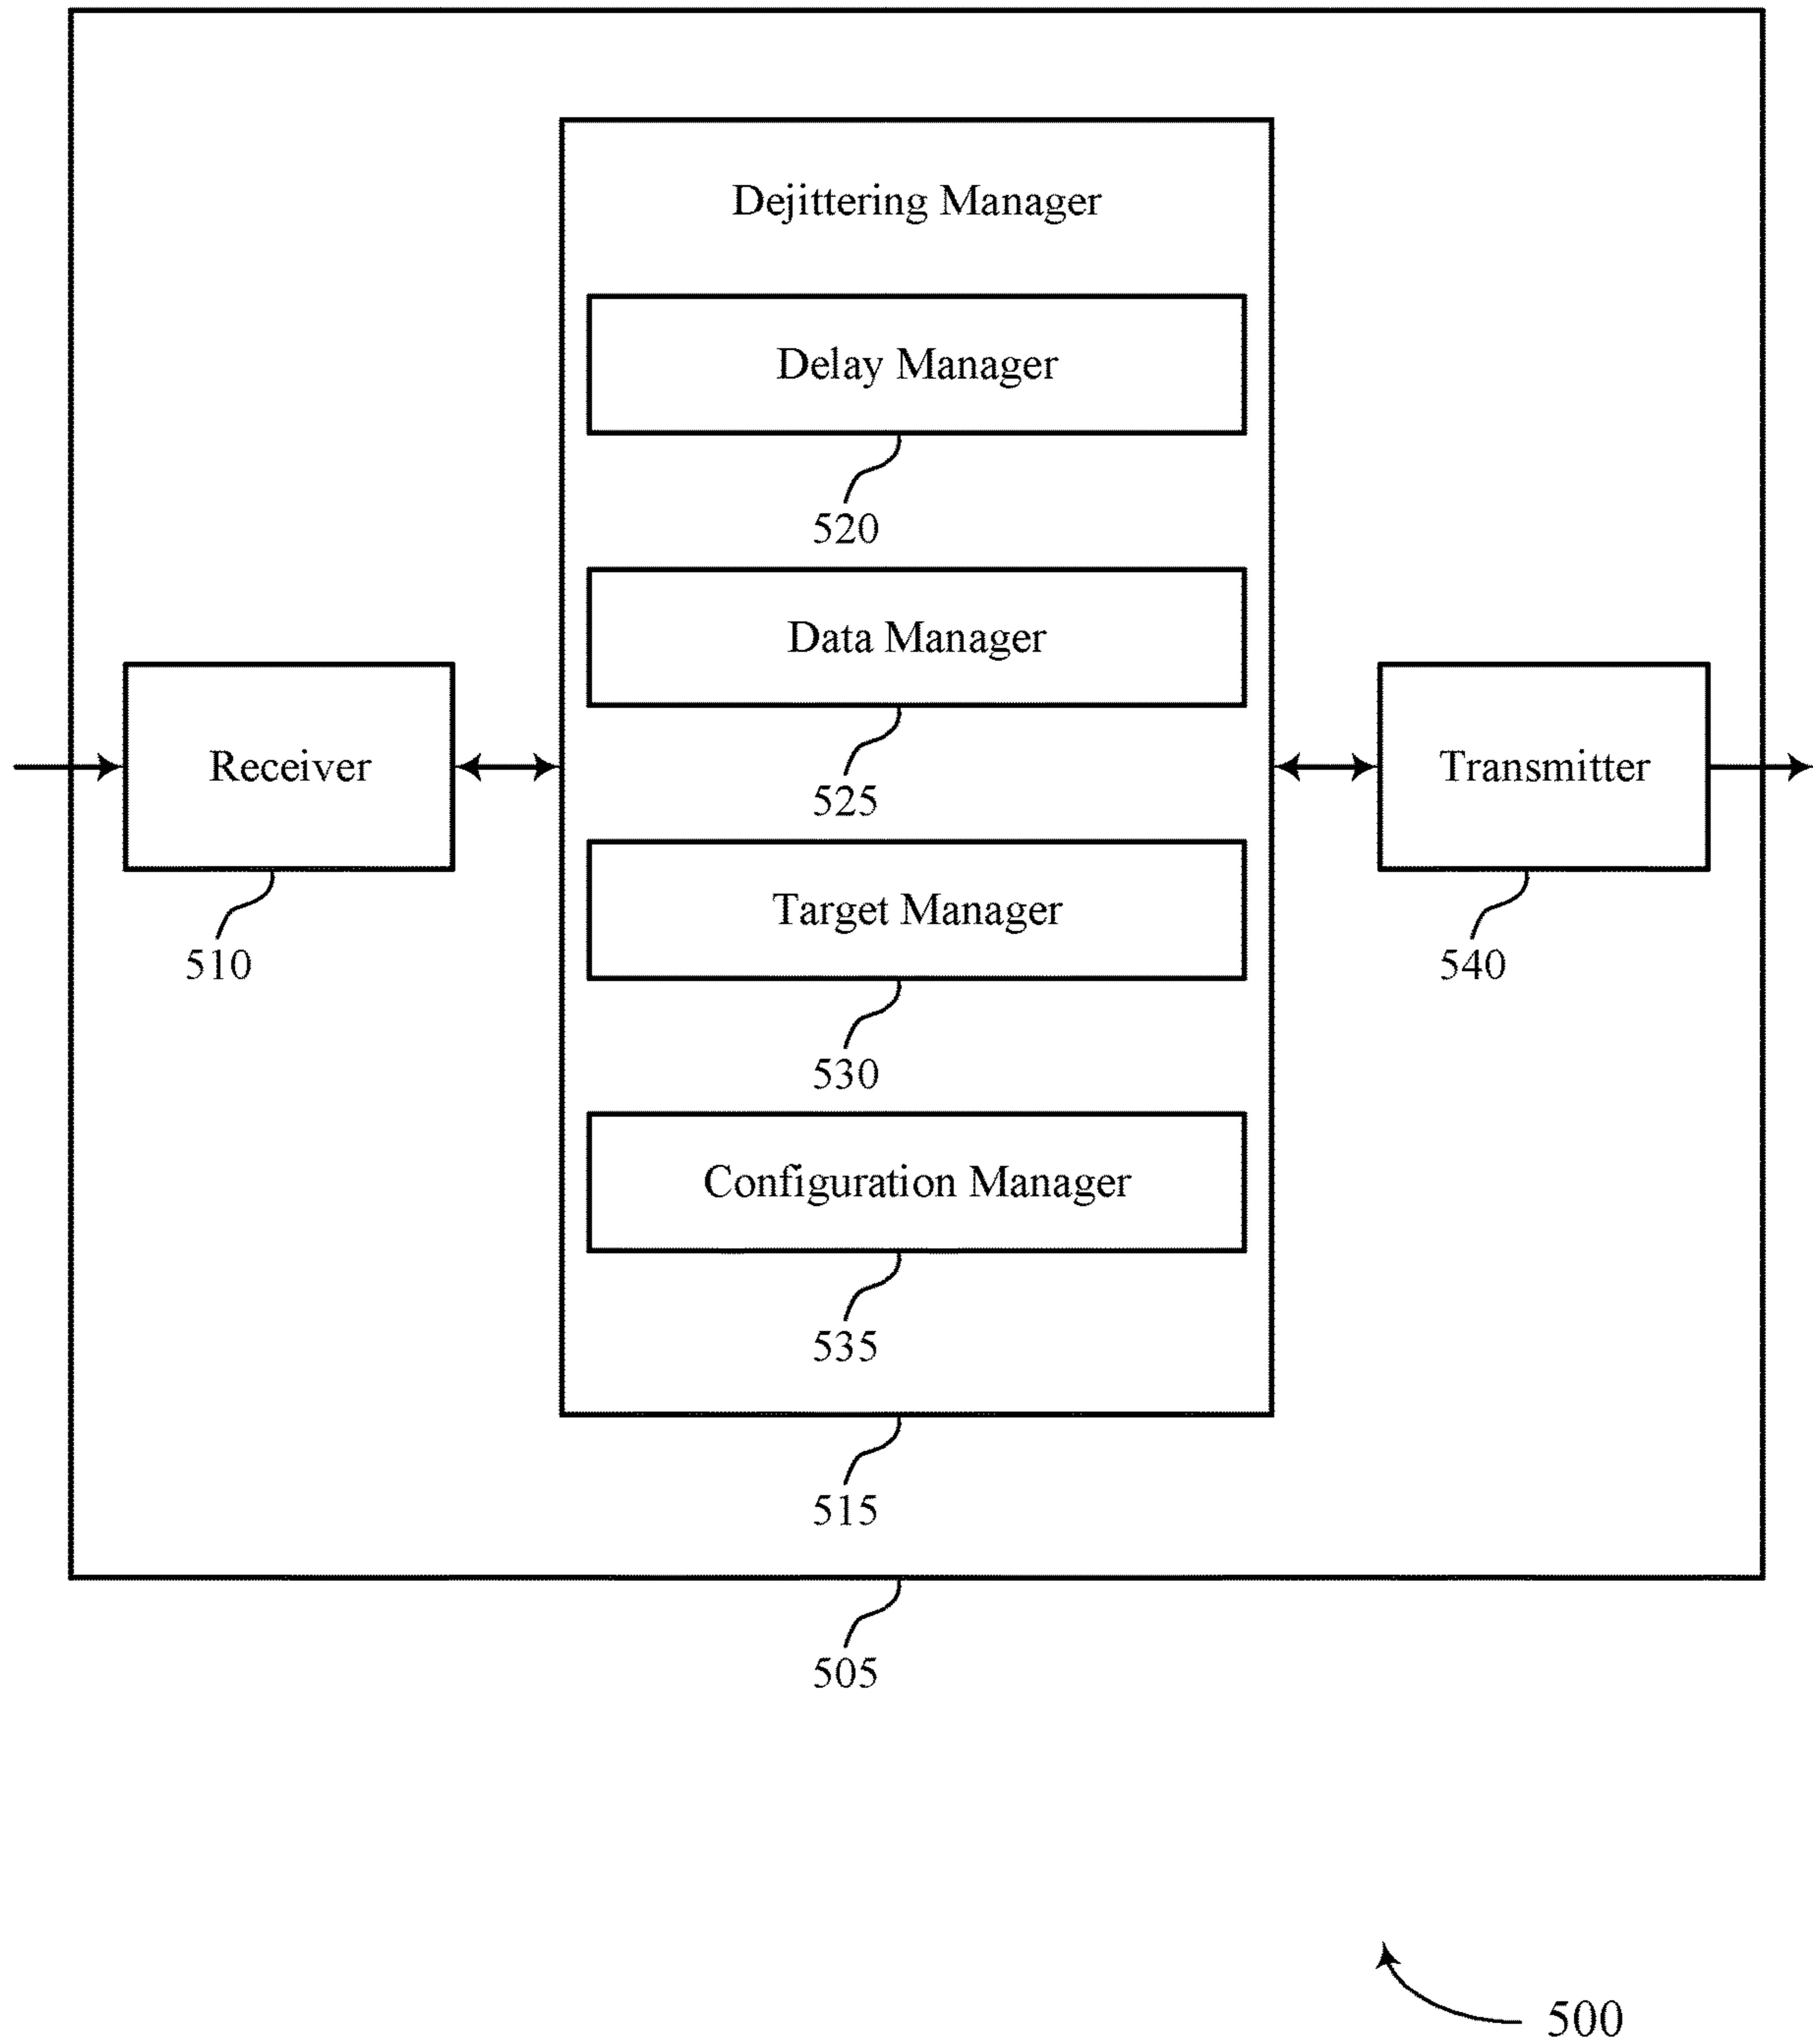 Dejittering Manager
Delay Manager
520
Data Manager
525
Receiver
510
Transmitter
540
Target Manager
530
Configuration Manager
535
515
505
500